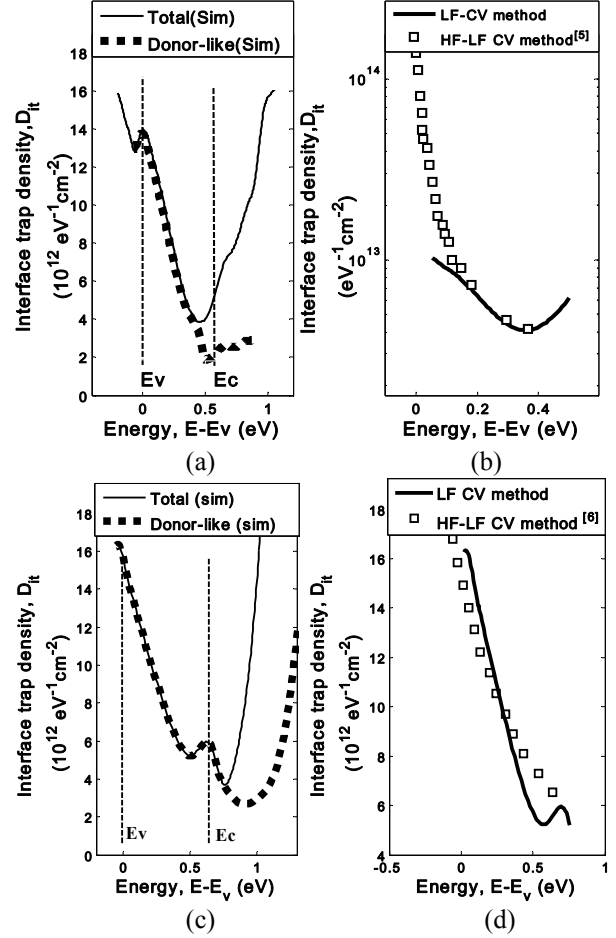 Total(Sim)
Donor-like(Sim)
18
16
14
12
10
8
6
4
2
0
Interface trap density,D_it
(10^12 eV^-1cm^-2)
Ev
Ec
0
0.5
1
Energy, E-Ev (eV)
(a)
LF-CV method
HF-LF CV method[5]
10^14
10^13
Interface trap density, D_it
(eV^-1cm^-2)
0
0.2
0.4
Energy, E-Ev (eV)
(b)
Total (sim)
Donor-like (sim)
18
16
14
12
10
8
6
4
2
0
Interface trap density, D_it
(10^12 eV^-1cm^-2)
Ev
Ec
0
0.5
1
Energy, E-E_v (eV)
(c)
LF CV method
HF-LF CV method [6]
18
16
14
12
10
8
6
4
Interface trap density, D_it
(10^12 eV^-1cm^-2)
-0.5
0
0.5
1
Energy, E-E_v (eV)
(d)